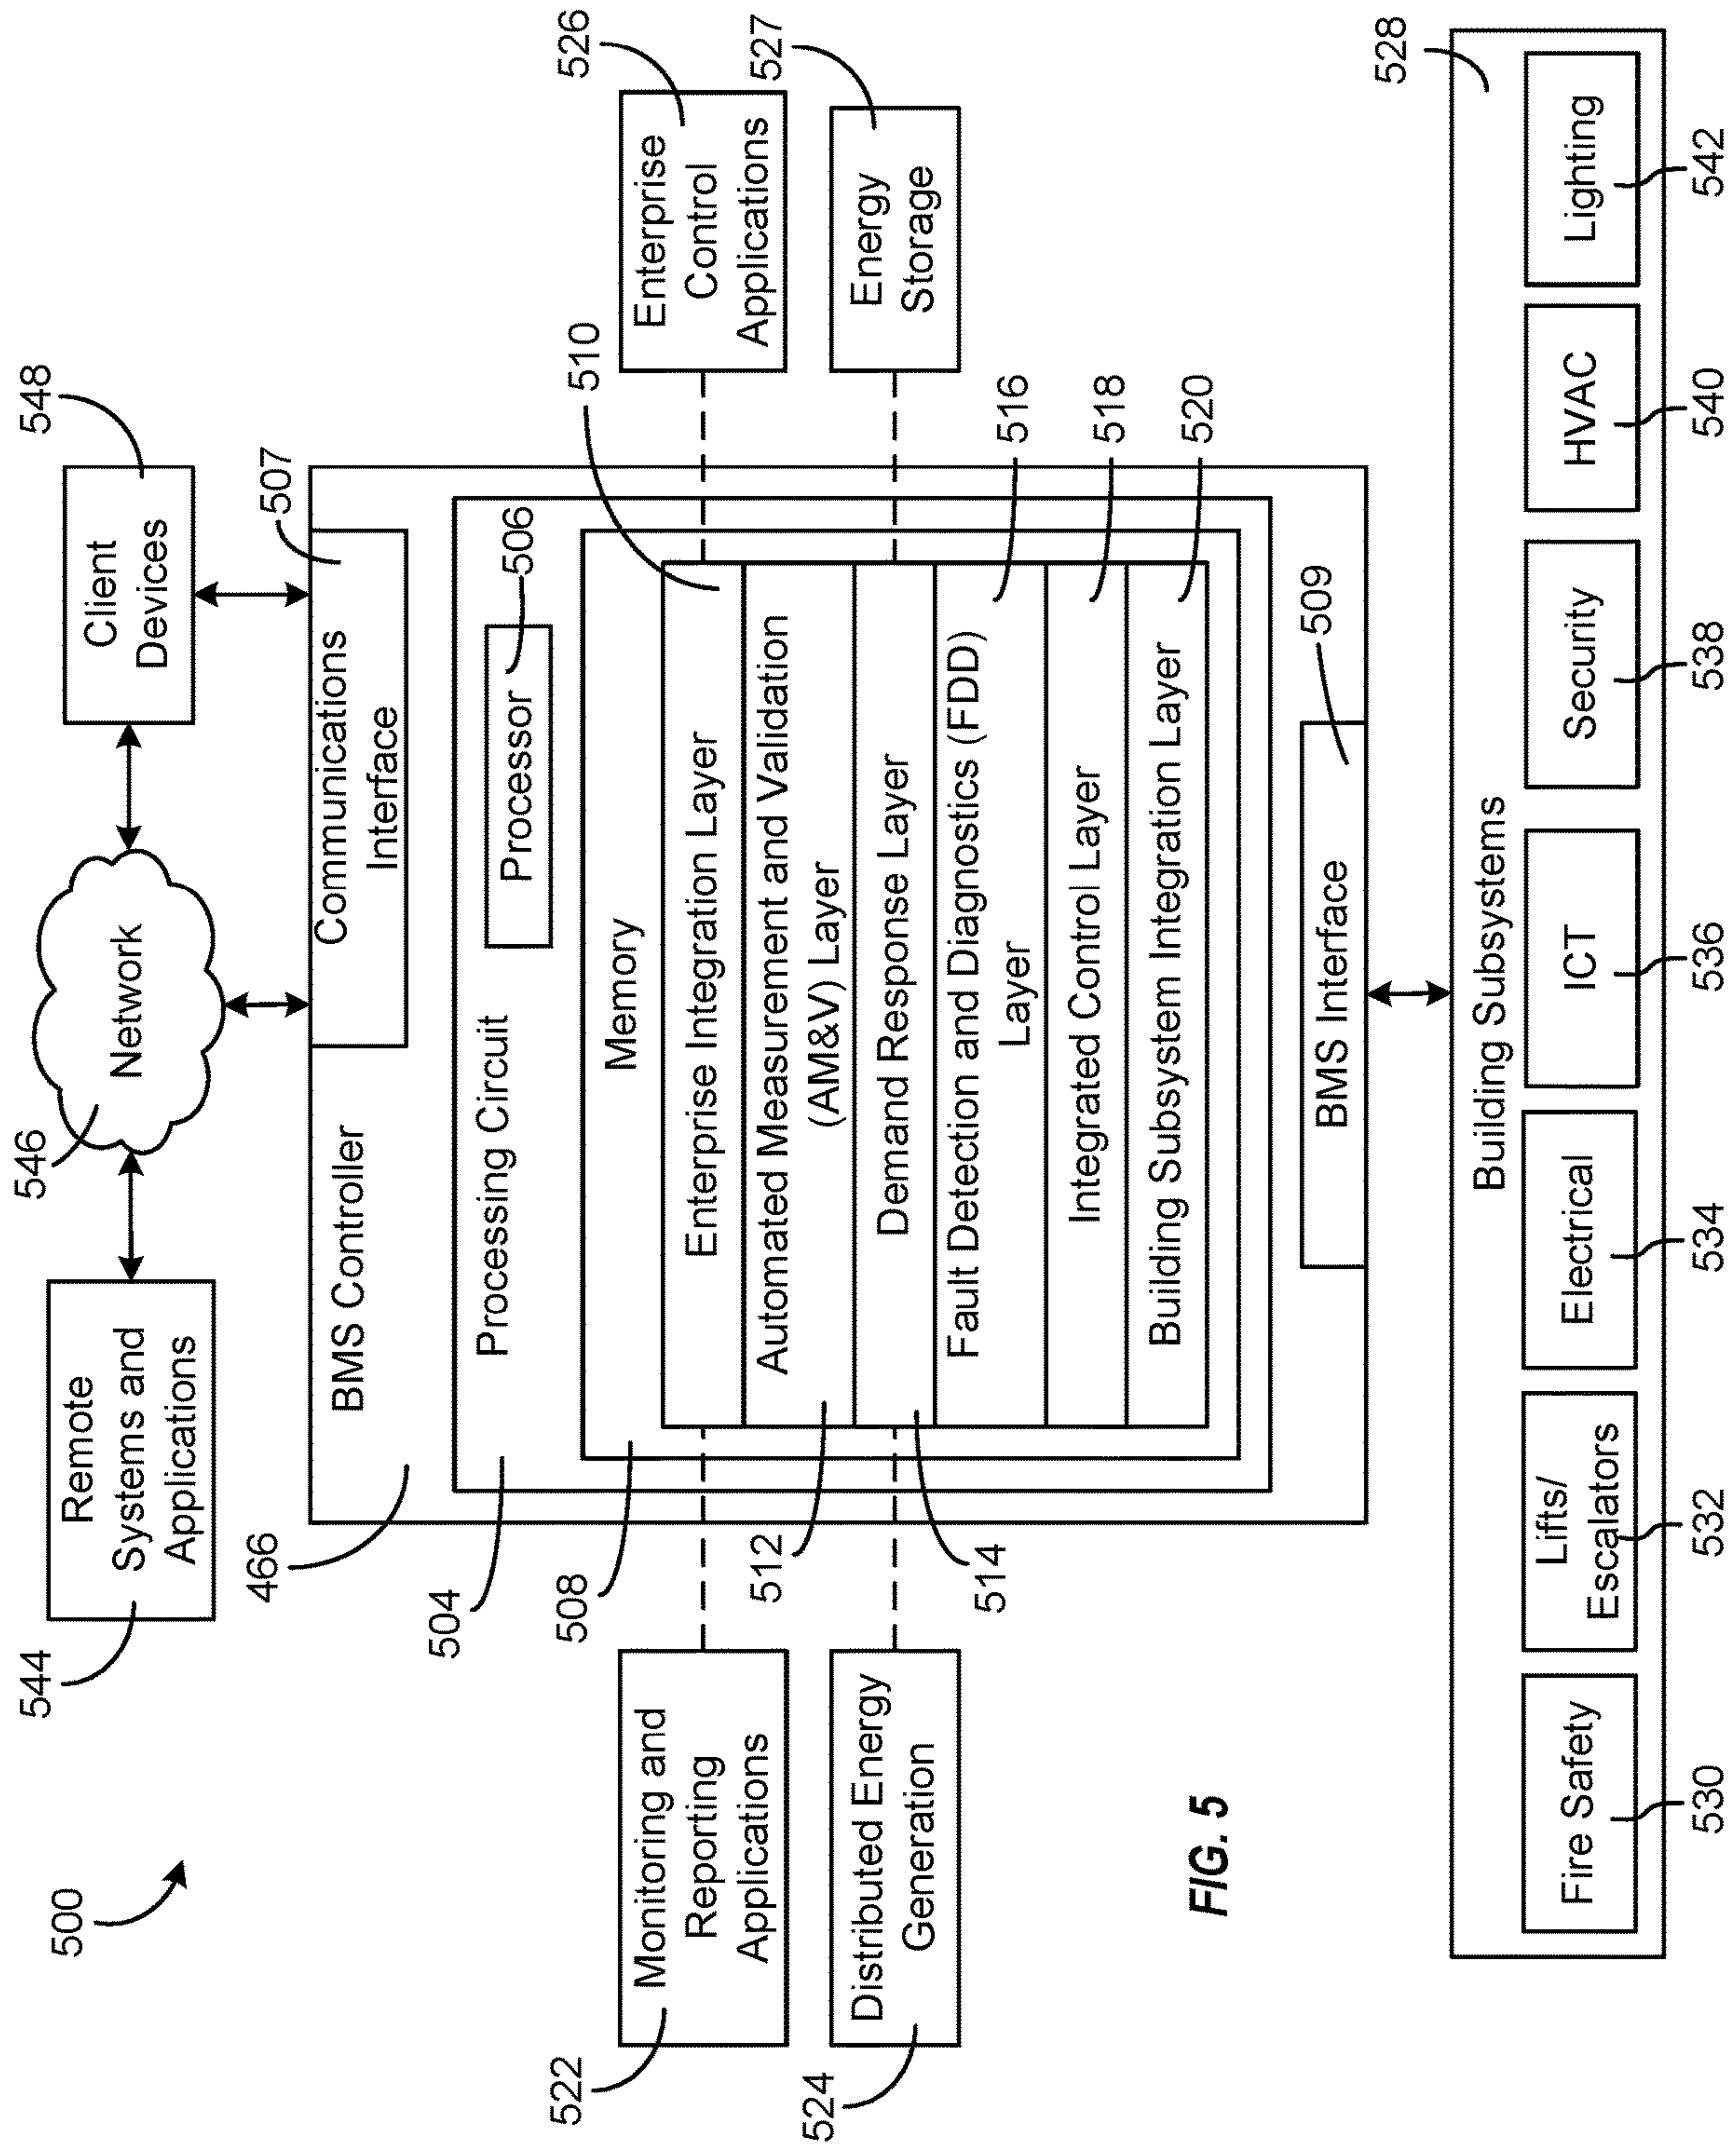 500
544
Remote
Systems and
Applications
546
Network
548
Client
Devices
466
BMS Controller
507
Communications
Interface
504
Processing Circuit
506
Processor
508
Memory
510
Enterprise Integration Layer
512
Automated Measurement and Validation
(AM&V) Layer
514
Demand Response Layer
516
Fault Detection and Diagnostics (FDD)
Layer
518
Integrated Control Layer
520
Building Subsystem Integration Layer
522
Monitoring and
Reporting
Applications
524
Distributed Energy
Generation
526
Enterprise
Control
Applications
527
Energy
Storage
509
BMS Interface
FIG. 5
528
Building Subsystems
Fire Safety
Lifts/
Escalators
Electrical
ICT
Security
HVAC
Lighting
530
532
534
536
538
540
542